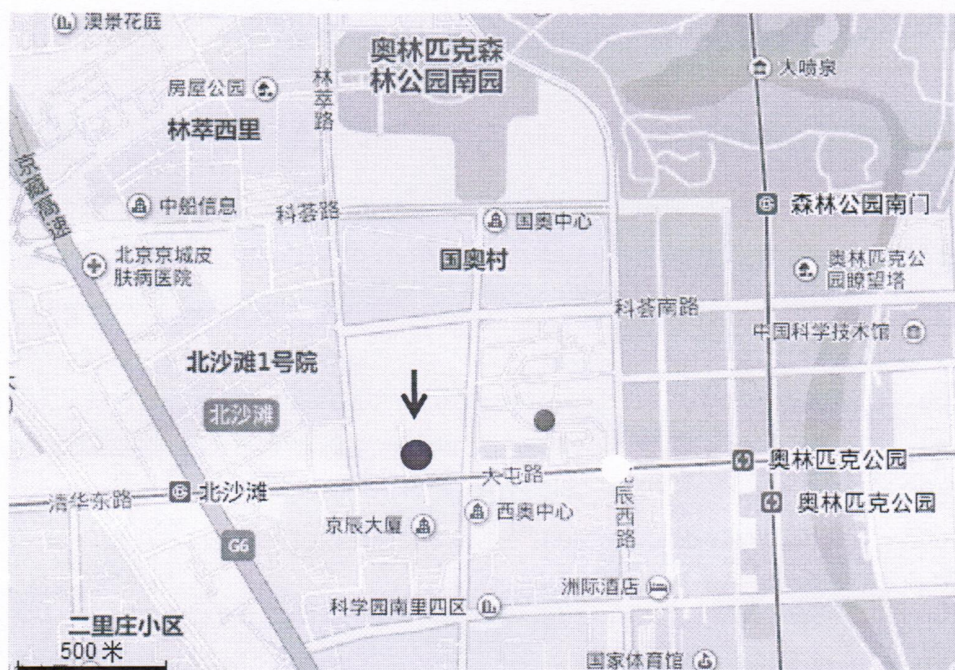 澳景花庭
奥林匹克森
林公园南园
大喷泉
房屋公园
林萃路
林萃西里
京藏高速
中船信息
科荟路
国奥中心
森林公园南门
北京京城皮
肤病医院
国奥村
奥林匹克公
园瞭望塔
科荟南路
中国科学技术馆
北沙滩1号院
北沙滩
大屯路
奥林匹克公园
清华东路
北沙滩
西奥中心
辰西路
奥林匹克公园
京辰大厦
G6
洲际酒店
科学园南里四区
二里庄小区
500 米
国家体育馆